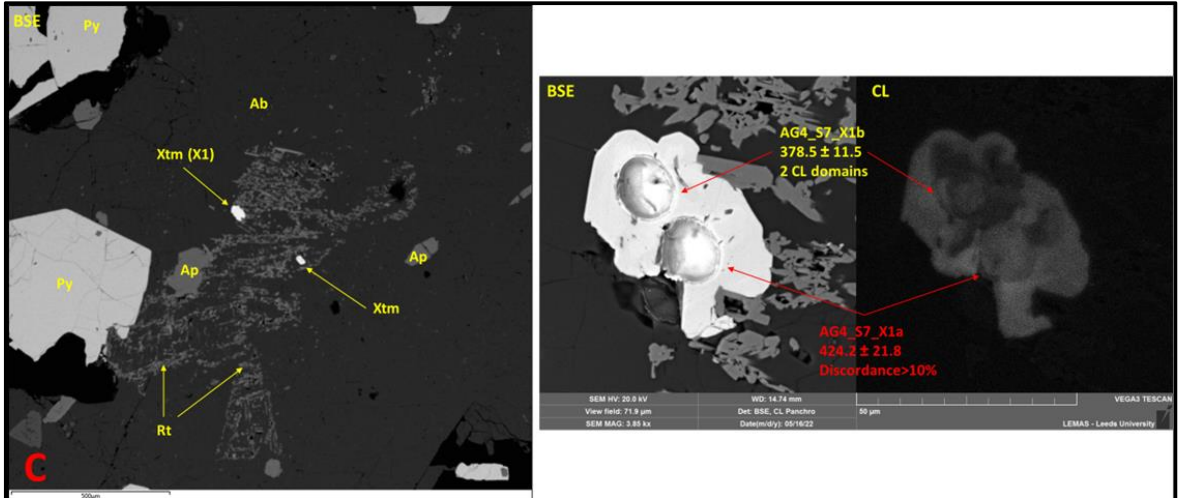 BSE
Py
Ab
Xtm (X1)
Ap
Ap
Py
Xtm
Rt
C
500µm
BSE
CL
AG4_S7_X1b
378.5 ± 11.5
2 CL domains
AG4_S7_X1a
424.2 ± 21.8
Discordance>10%
SEM HV: 20.0 kV WD: 14.74 mm VEGA3 TESCAN
View field: 71.9 µm Det: BSE, CL Panchro 50 µm
SEM MAG: 3.85 kx Date(m/d/y): 05/16/22 LEMAS - Leeds University